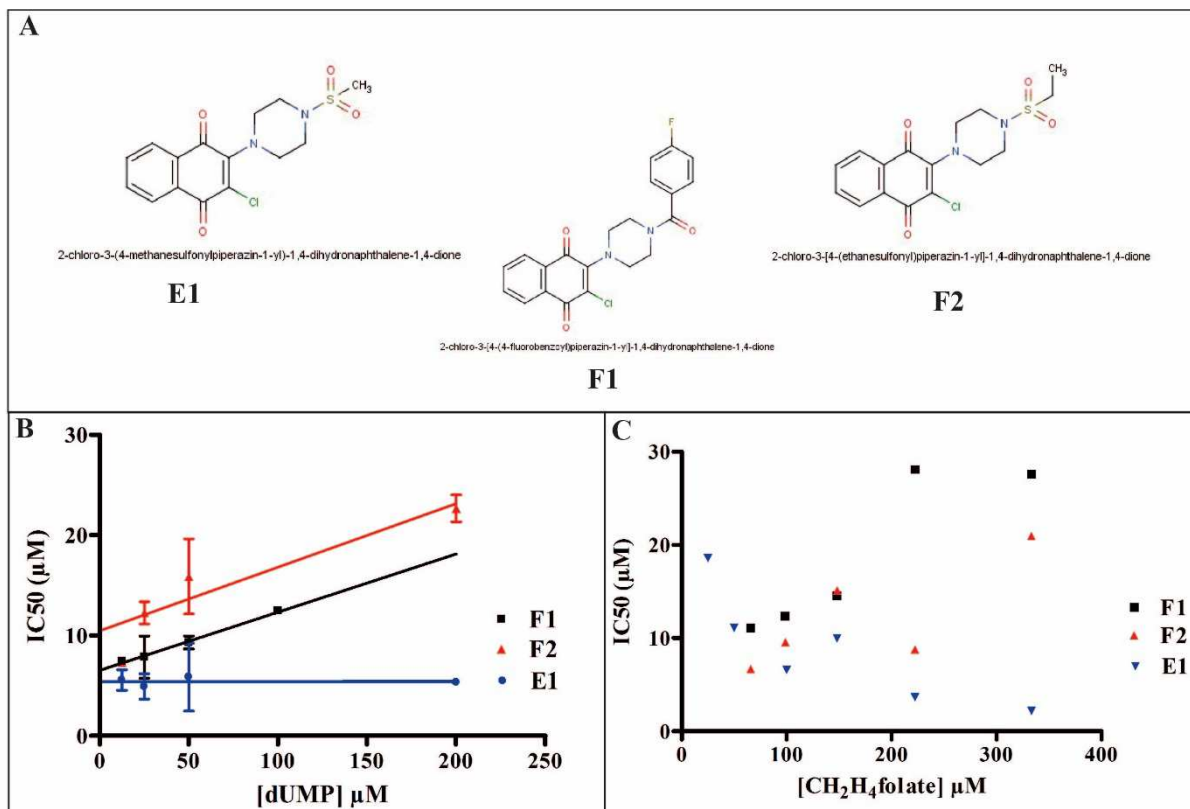 A
O
O
S
CH₃
O
N
N
Cl
O
2-chloro-3-(4-methanesulfonylpiperazin-1-yl)-1,4-dihydronaphthalene-1,4-dione
E1
F
N
O
O
N
Cl
O
2-chloro-3-[4-(4-fluorobenzoyl)piperazin-1-yl]-1,4-dihydronaphthalene-1,4-dione
F1
CH₃
O
S
N
O
O
N
Cl
O
2-chloro-3-[4-(ethanesulfonyl)piperazin-1-yl]-1,4-dihydronaphthalene-1,4-dione
F2
B
IC50 (µM)
30
20
10
0
0 50 100 150 200 250
[dUMP] µM
F1
F2
E1
C
IC50 (µM)
30
20
10
0
0 100 200 300 400
[CH₂H₄folate] µM
F1
F2
E1